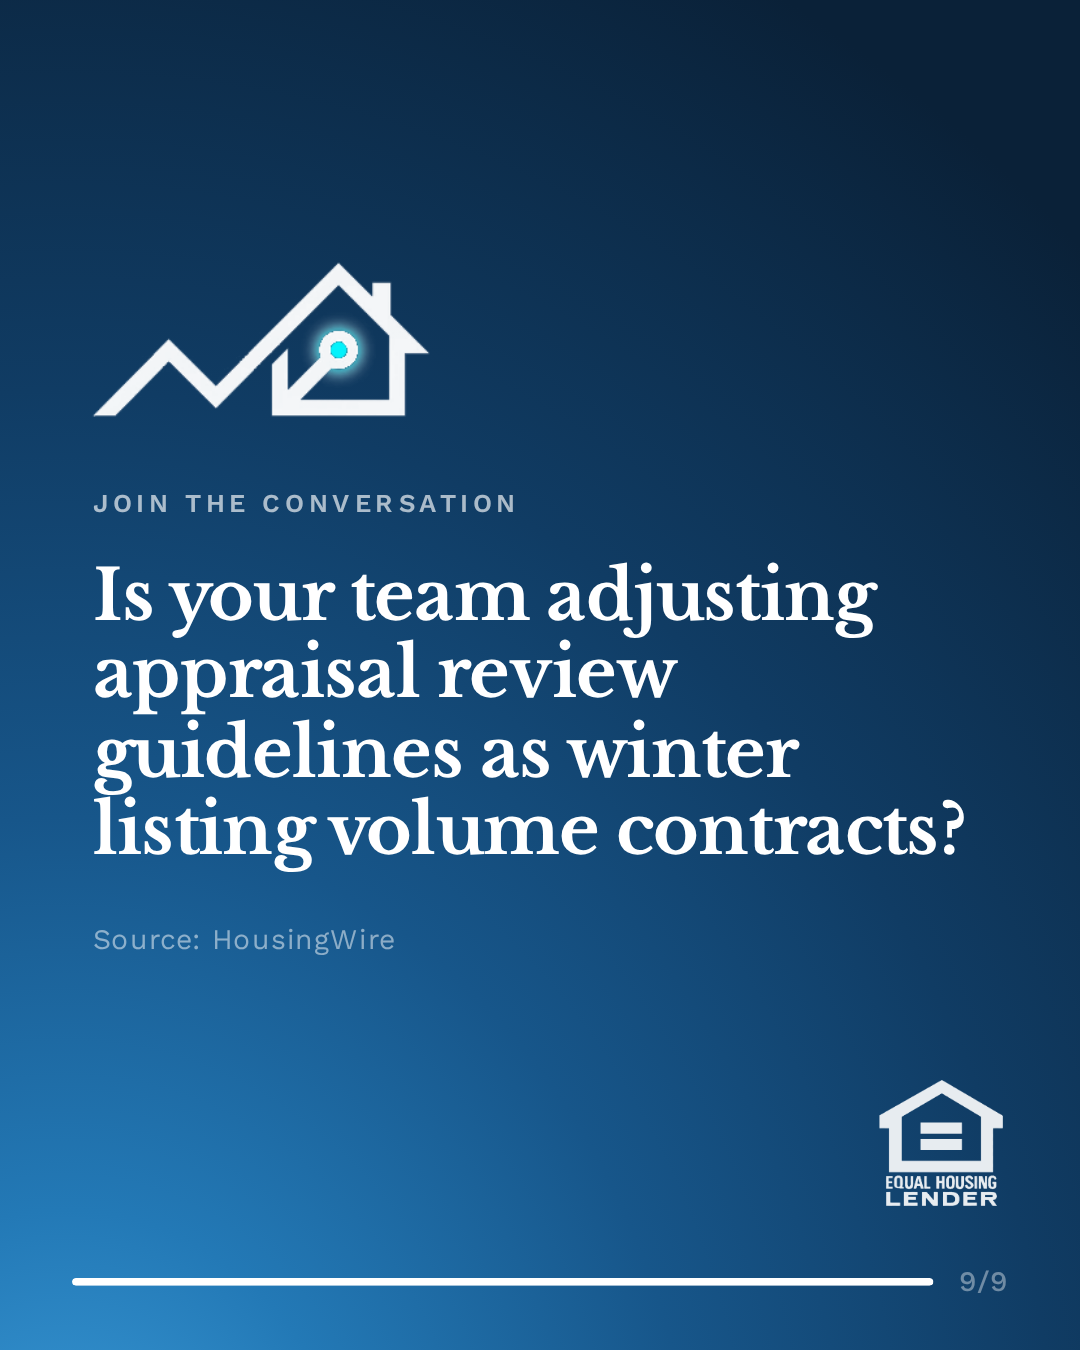 JOIN THE CONVERSATION
Is your team adjusting
appraisal review
guidelines as winter
listing volume contracts?
Source: HousingWire
EQUAL HOUSING
LENDER
9/9